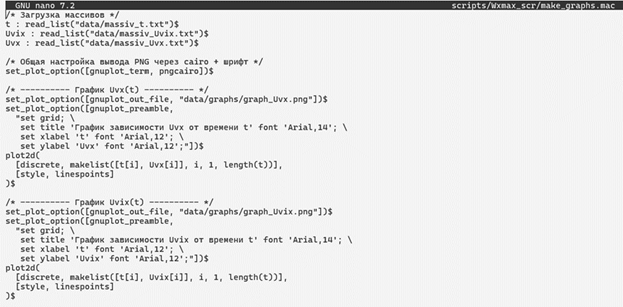 GNU nano 7.2 scripts/Wxmax_scr/make_graphs.mac
/* Загрузка массивов */
t : read_list("data/massiv_t.txt")$
Uvix : read_list("data/massiv_Uvix.txt")$
Uvx : read_list("data/massiv_Uvx.txt")$
/* Общая настройка вывода PNG через cairo + шрифт */
set_plot_option([gnuplot_term, pngcairo])$
/* ---------- График Uvx(t) ---------- */
set_plot_option([gnuplot_out_file, "data/graphs/graph_Uvx.png"])$
set_plot_option([gnuplot_preamble,
"set grid; \
set title 'График зависимости Uvx от времени t' font 'Arial,14'; \
set xlabel 't' font 'Arial,12'; \
set ylabel 'Uvx' font 'Arial,12';"])$
plot2d(
[discrete, makelist([t[i], Uvx[i]], i, 1, length(t))],
[style, linespoints]
)$
/* ---------- График Uvix(t) ---------- */
set_plot_option([gnuplot_out_file, "data/graphs/graph_Uvix.png"])$
set_plot_option([gnuplot_preamble,
"set grid; \
set title 'График зависимости Uvix от времени t' font 'Arial,14'; \
set xlabel 't' font 'Arial,12'; \
set ylabel 'Uvix' font 'Arial,12';"])$
plot2d(
[discrete, makelist([t[i], Uvix[i]], i, 1, length(t))],
[style, linespoints]
)$